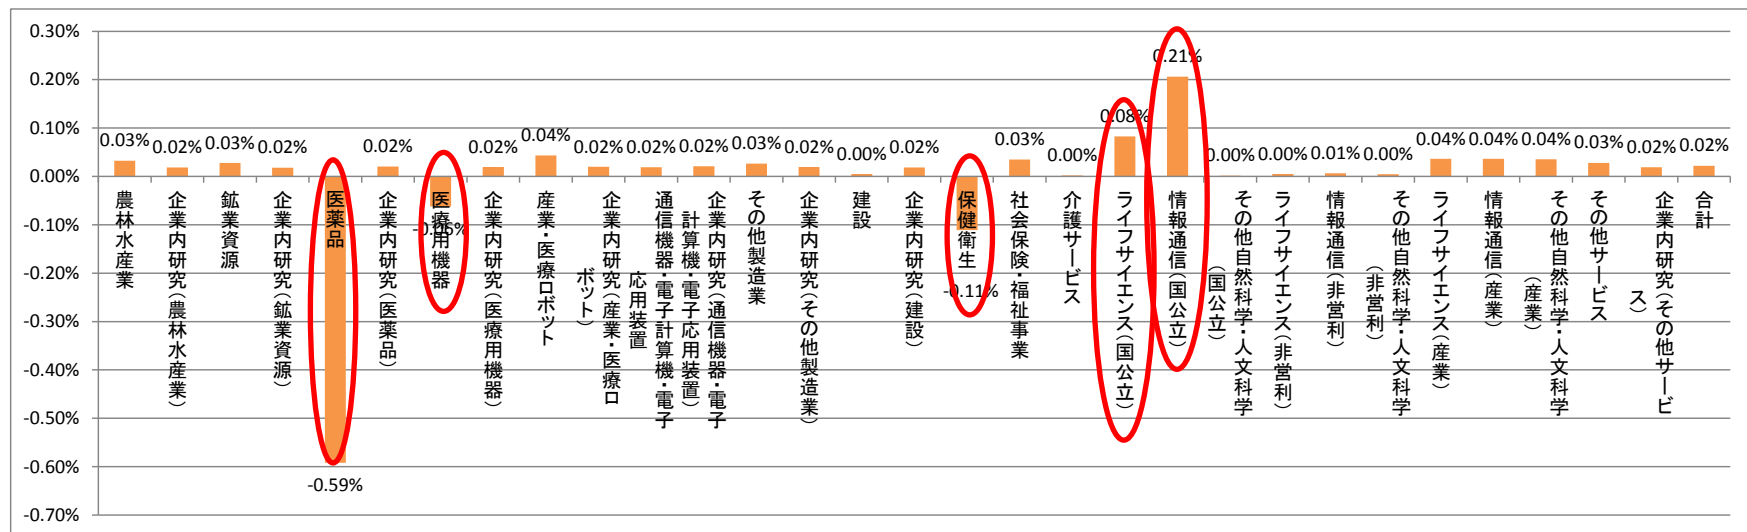 0.30%
0.20%
0.10%
0.00%
-0.10%
-0.20%
-0.30%
-0.40%
-0.50%
-0.60%
-0.70%
0.03%
0.02%
0.03%
0.02%
-0.59%
0.02%
-0.06%
0.02%
0.04%
0.02%
0.02%
0.02%
0.03%
0.02%
0.00%
0.02%
-0.11%
0.03%
0.00%
0.08%
0.21%
0.00%
0.00%
0.01%
0.00%
0.04%
0.04%
0.04%
0.03%
0.02%
0.02%
農林水産業
企業内研究(農林水産業)
鉱業資源
企業内研究(鉱業資源)
医薬品
企業内研究(医薬品)
医療用機器
企業内研究(医療用機器)
産業・医療ロボット
企業内研究(産業・医療ロ
ボット)
通信機器・電子計算機・電子
応用装置
企業内研究(通信機器・電子
計算機・電子応用装置)
その他製造業
企業内研究(その他製造業)
建設
企業内研究(建設)
保健衛生
社会保険・福祉事業
介護サービス
ライフサイエンス(国公立)
情報通信(国公立)
その他自然科学・人文科学
(国公立)
ライフサイエンス(非営利)
情報通信(非営利)
その他自然科学・人文科学
(非営利)
ライフサイエンス(産業)
情報通信(産業)
その他自然科学・人文科学
(産業)
その他サービス
企業内研究(その他サービ
ス)
合計